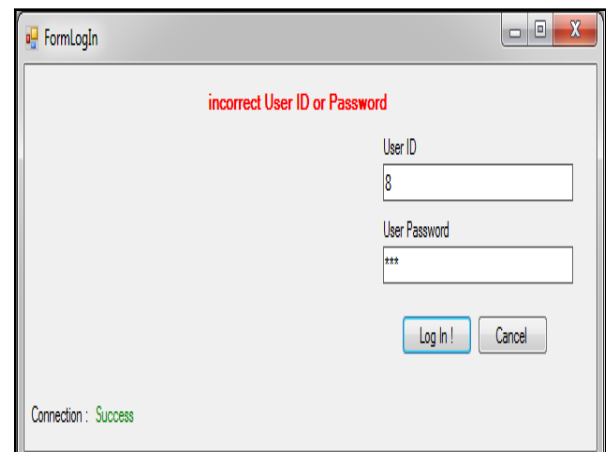 FormLogIn
incorrect User ID or Password
User ID
8
User Password
***
Log In ! Cancel
Connection : Success